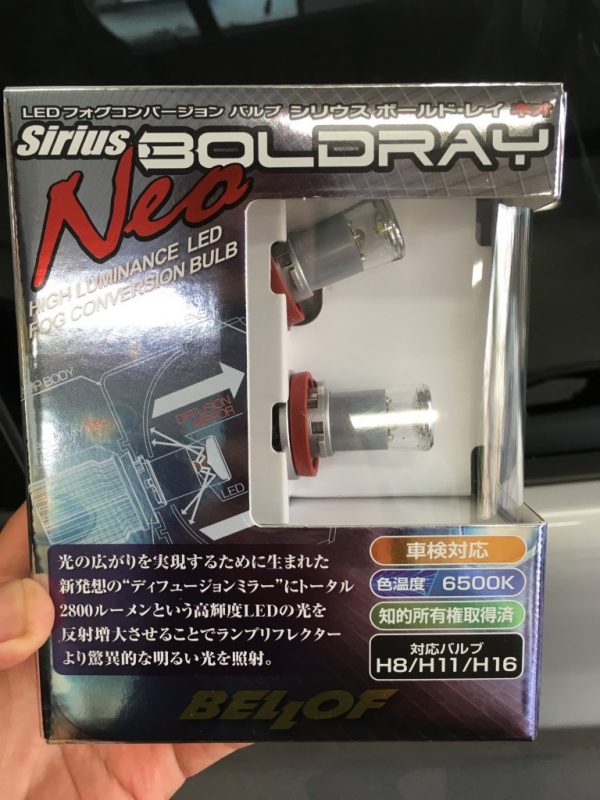 LEDフォグコンバージョン バルブ シリウス ボールド・レイ ネオ
Sirius BOLDRAY
Neo
HIGH LUMINANCE LED
FOG CONVERSION BULB
BODY
Neo
DIFFUSION
MIRROR
LED
光の広がりを実現するために生まれた
新発想の“ディフュージョンミラー”にトータル
2800ルーメンという高輝度LEDの光を
反射増大させることでランプリフレクター
より驚異的な明るい光を照射。
車検対応
色温度 6500K
知的所有権取得済
対応バルブ
H8/H11/H16
BELLOF